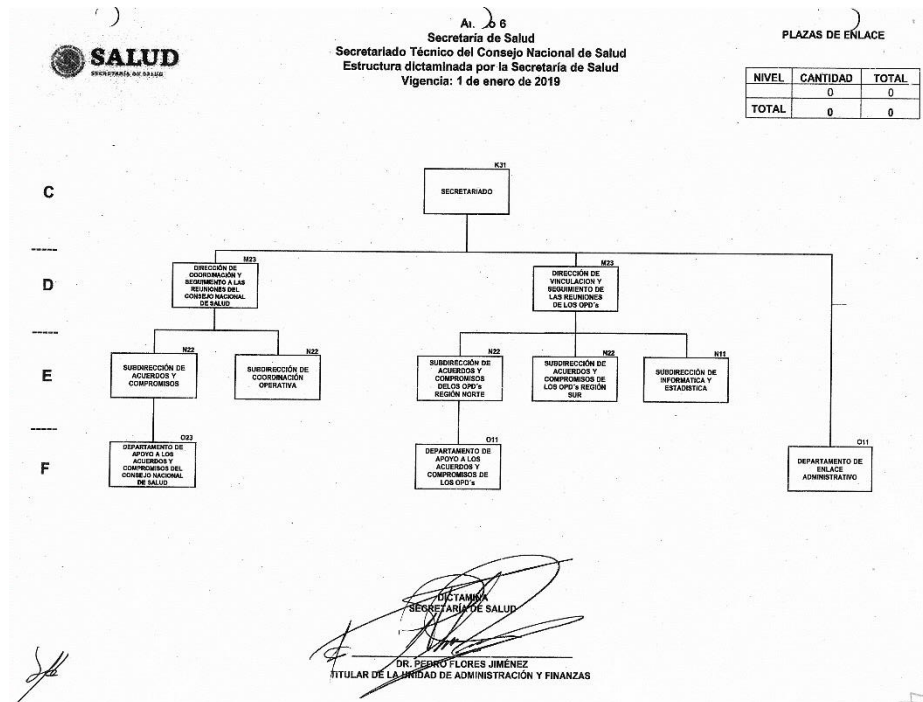 6
Secretaría de Salud
Secretariado Técnico del Consejo Nacional de Salud
Estructura dictaminada por la Secretaría de Salud
Vigencia: 1 de enero de 2019
SALUD
SECRETARÍA DE SALUD
PLAZAS DE ENLACE
NIVEL CANTIDAD TOTAL
0 0
TOTAL 0 0
C
K31
SECRETARIADO
D
M23
DIRECCIÓN DE
COORDINACIÓN Y
SEGUIMIENTO A LAS
REUNIONES DEL
CONSEJO NACIONAL
DE SALUD
M23
DIRECCIÓN DE
VINCULACION Y
SEGUIMIENTO DE
LAS REUNIONES
DE LOS OPD's
E
N22
SUBDIRECCIÓN DE
ACUERDOS Y
COMPROMISOS
N22
SUBDIRECCIÓN DE
COORDINACIÓN
OPERATIVA
N22
SUBDIRECCIÓN DE
ACUERDOS Y
COMPROMISOS
DELOS OPD's
REGIÓN NORTE
N22
SUBDIRECCIÓN DE
ACUERDOS Y
COMPROMISOS DE
LOS OPD's REGIÓN
SUR
N11
SUBDIRECCIÓN DE
INFORMATICA Y
ESTADISTICA
F
O23
DEPARTAMENTO DE
APOYO A LOS
ACUERDOS Y
COMPROMISOS DEL
CONSEJO NACIONAL
DE SALUD
O11
DEPARTAMENTO DE
APOYO A LOS
ACUERDOS Y
COMPROMISOS DE
LOS OPD's
O11
DEPARTAMENTO DE
ENLACE
ADMINISTRATIVO
DICTAMINA
SECRETARÍA DE SALUD
DR. PEDRO FLORES JIMÉNEZ
TITULAR DE LA UNIDAD DE ADMINISTRACIÓN Y FINANZAS